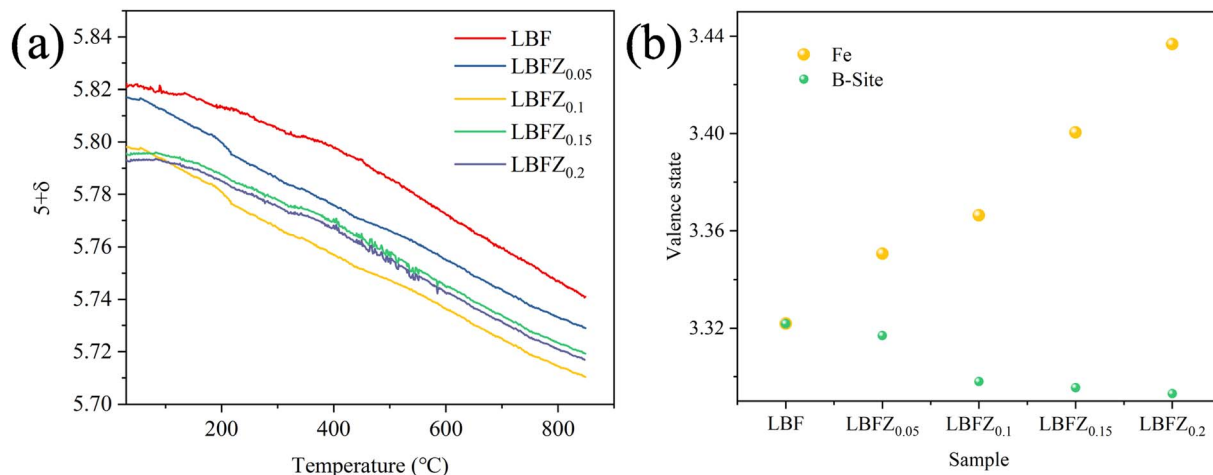 (a)
5.84
5.82
5.80
5.78
5.76
5.74
5.72
5.70
5+δ
200
400
600
800
Temperature (℃)
LBF
LBFZ0.05
LBFZ0.1
LBFZ0.15
LBFZ0.2
(b)
3.44
3.40
3.36
3.32
Valence state
Fe
B-Site
LBF
LBFZ0.05
LBFZ0.1
LBFZ0.15
LBFZ0.2
Sample